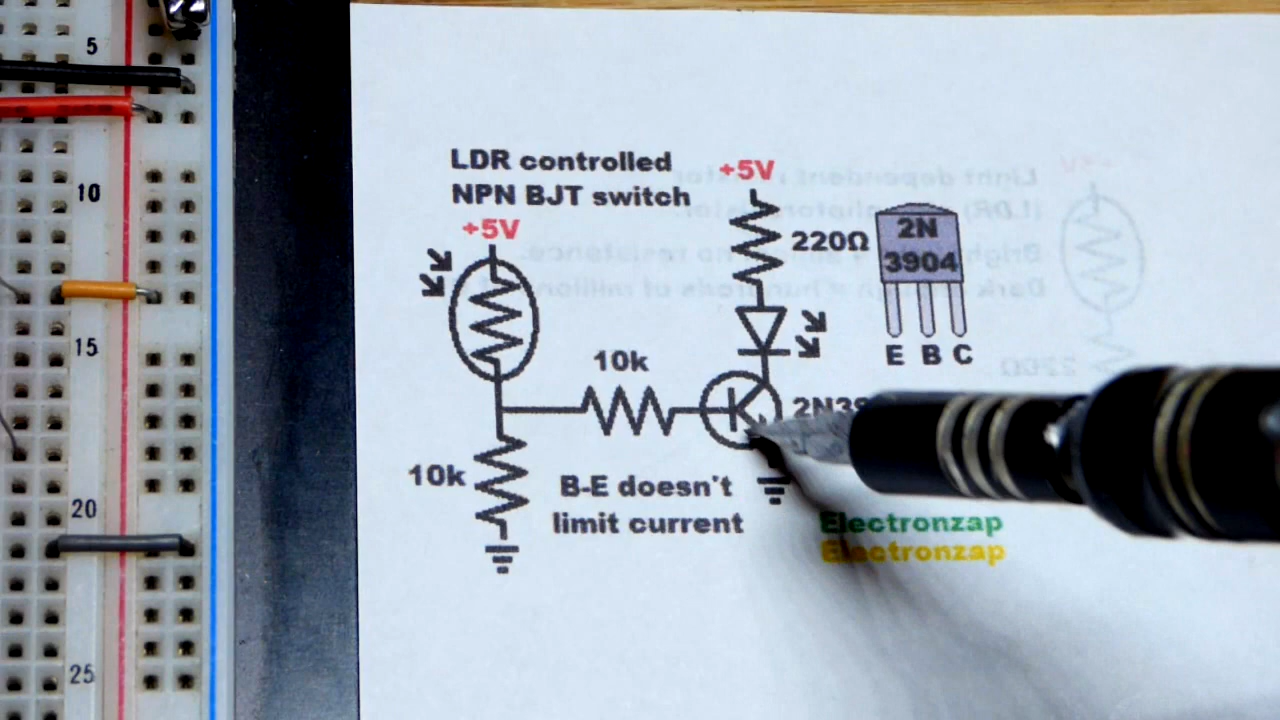 5
10
15
20
25
LDR controlled
NPN BJT switch
+5V
+5V
220Ω
2N
3904
E B C
10k
10k
B-E doesn't
limit current
Electronzap
Electronzap